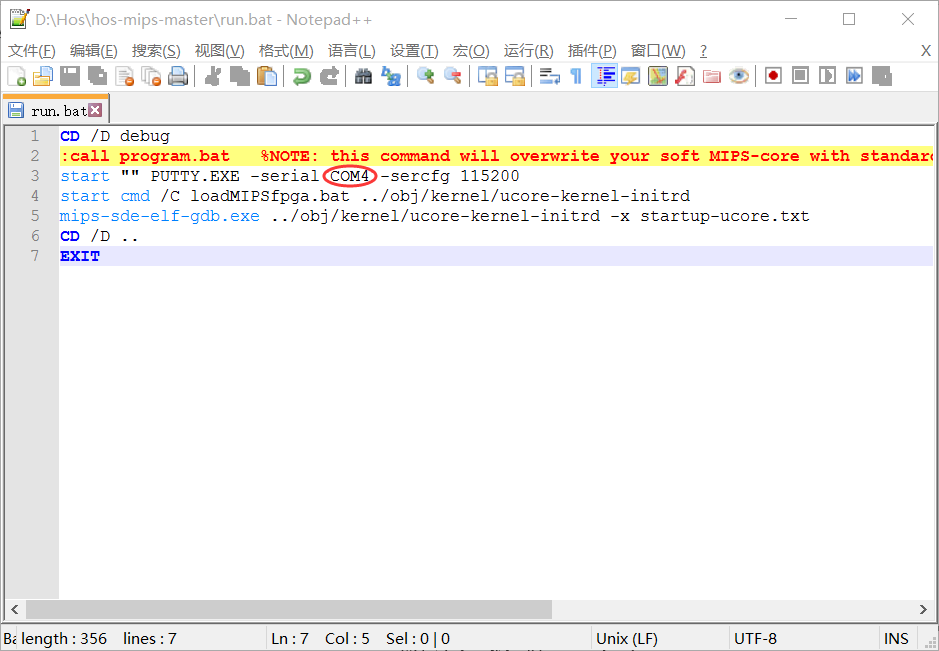 D:\Hos\hos-mips-master\run.bat - Notepad++
文件(F) 编辑(E) 搜索(S) 视图(V) 格式(M) 语言(L) 设置(T) 宏(O) 运行(R) 插件(P) 窗口(W) ? X
run.bat
1 CD /D debug
2 :call program.bat   %NOTE: this command will overwrite your soft MIPS-core with standard
3 start "" PUTTY.EXE -serial COM4 -sercfg 115200
4 start cmd /C loadMIPSfpga.bat ../obj/kernel/ucore-kernel-initrd
5 mips-sde-elf-gdb.exe ../obj/kernel/ucore-kernel-initrd -x startup-ucore.txt
6 CD /D ..
7 EXIT
Ba length : 356 lines : 7 Ln : 7 Col : 5 Sel : 0 | 0 Unix (LF) UTF-8 INS